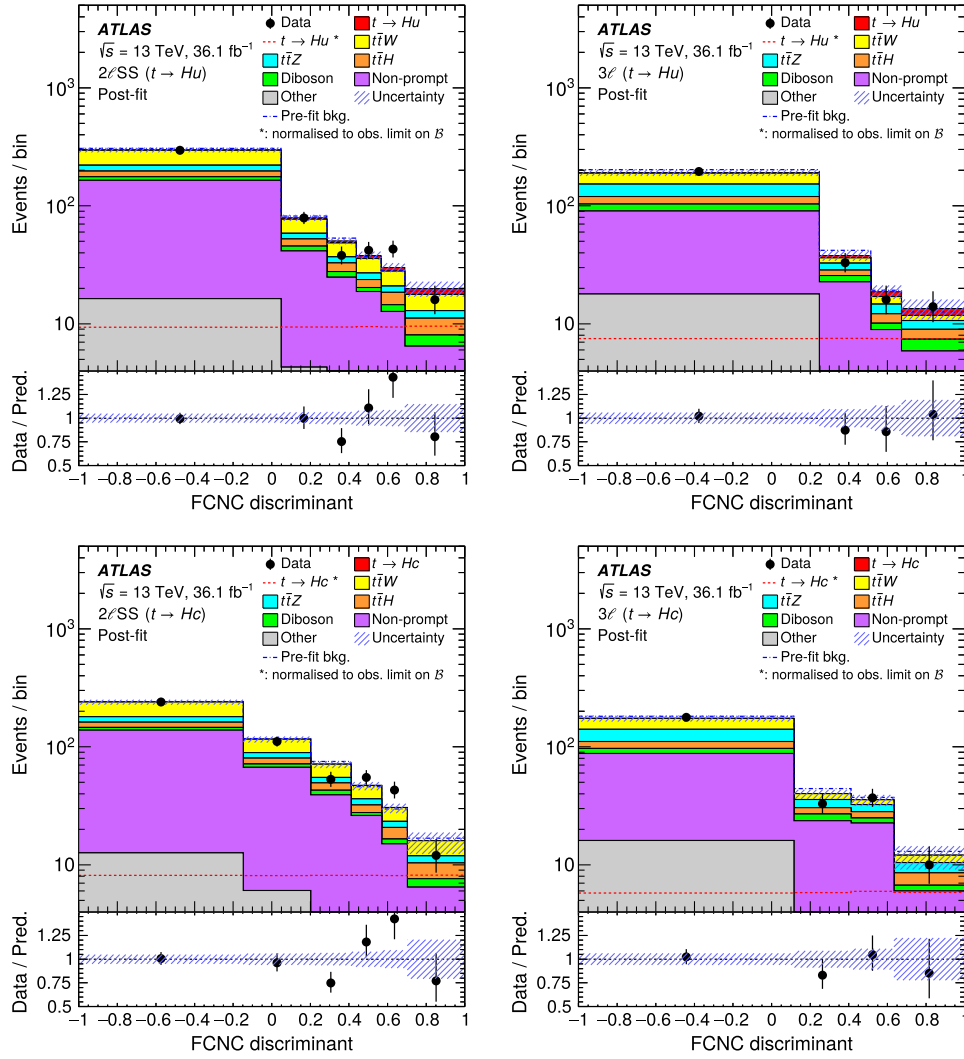 ATLAS
√s = 13 TeV, 36.1 fb⁻¹
2ℓSS (t → Hu)
Post-fit
Data
t → Hu
t → Hu *
tt̄W
tt̄Z
tt̄H
Diboson
Non-prompt
Other
Uncertainty
Pre-fit bkg.
*: normalised to obs. limit on ℬ
Events / bin
10³
10²
10
Data / Pred.
1.25
1
0.75
0.5
−1 −0.8 −0.6 −0.4 −0.2 0 0.2 0.4 0.6 0.8 1
FCNC discriminant
ATLAS
√s = 13 TeV, 36.1 fb⁻¹
3ℓ (t → Hu)
Post-fit
Data
t → Hu
t → Hu *
tt̄W
tt̄Z
tt̄H
Diboson
Non-prompt
Other
Uncertainty
Pre-fit bkg.
*: normalised to obs. limit on ℬ
Events / bin
10³
10²
10
Data / Pred.
1.25
1
0.75
0.5
−1 −0.8 −0.6 −0.4 −0.2 0 0.2 0.4 0.6 0.8 1
FCNC discriminant
ATLAS
√s = 13 TeV, 36.1 fb⁻¹
2ℓSS (t → Hc)
Post-fit
Data
t → Hc
t → Hc *
tt̄W
tt̄Z
tt̄H
Diboson
Non-prompt
Other
Uncertainty
Pre-fit bkg.
*: normalised to obs. limit on ℬ
Events / bin
10³
10²
10
Data / Pred.
1.25
1
0.75
0.5
−1 −0.8 −0.6 −0.4 −0.2 0 0.2 0.4 0.6 0.8 1
FCNC discriminant
ATLAS
√s = 13 TeV, 36.1 fb⁻¹
3ℓ (t → Hc)
Post-fit
Data
t → Hc
t → Hc *
tt̄W
tt̄Z
tt̄H
Diboson
Non-prompt
Other
Uncertainty
Pre-fit bkg.
*: normalised to obs. limit on ℬ
Events / bin
10³
10²
10
Data / Pred.
1.25
1
0.75
0.5
−1 −0.8 −0.6 −0.4 −0.2 0 0.2 0.4 0.6 0.8 1
FCNC discriminant